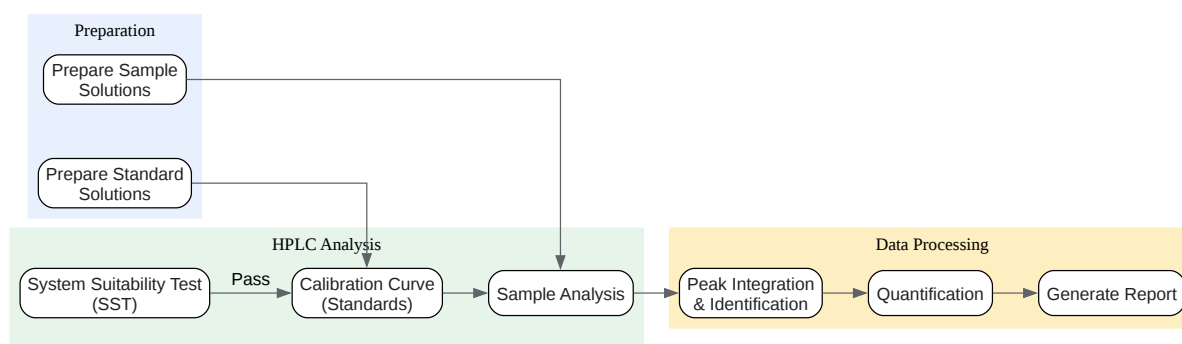 Preparation
Prepare Sample
Solutions
Prepare Standard
Solutions
HPLC Analysis
System Suitability Test
(SST)
Pass
Calibration Curve
(Standards)
Sample Analysis
Data Processing
Peak Integration
& Identification
Quantification
Generate Report